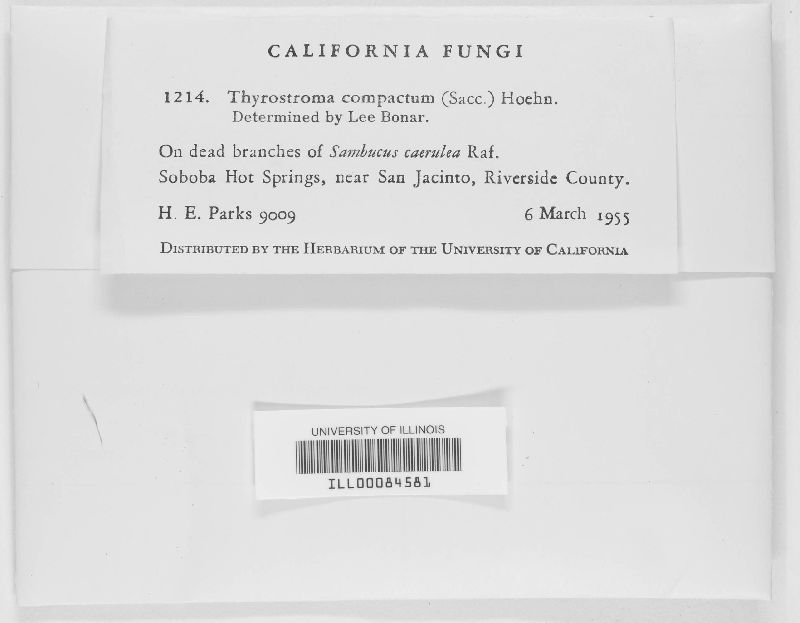 CALIFORNIA FUNGI
1214. Thyrostroma compactum (Sacc.) Hoehn.
Determined by Lee Bonar.
On dead branches of Sambucus caerulea Raf.
Soboba Hot Springs, near San Jacinto, Riverside County.
H. E. Parks 9009 6 March 1955
DISTRIBUTED BY THE HERBARIUM OF THE UNIVERSITY OF CALIFORNIA
UNIVERSITY OF ILLINOIS
ILL00084581